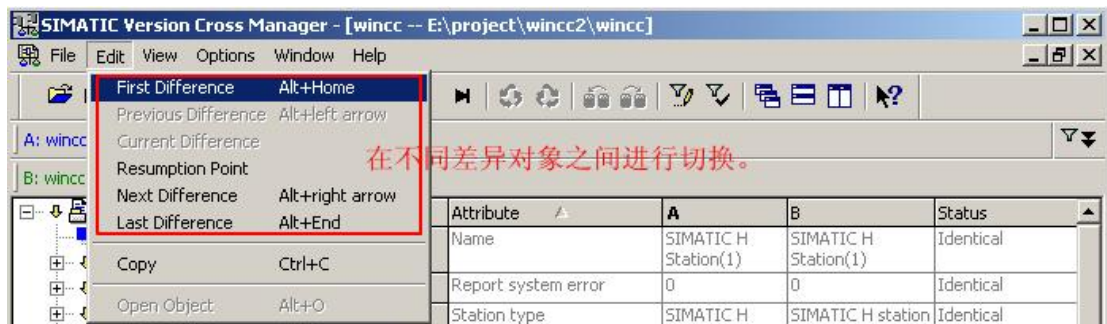 SIMATIC Version Cross Manager - [wincc -- E:\project\wincc2\wincc]
File Edit View Options Window Help
First Difference Alt+Home
Previous Difference Alt+left arrow
A: wincc
Current Difference
在不同差异对象之间进行切换。
Resumption Point
B: wincc
Next Difference Alt+right arrow
Last Difference Alt+End
Attribute A B Status
Name SIMATIC H Station(1) SIMATIC H Station(1) Identical
Copy Ctrl+C
Report system error 0 0 Identical
Open Object Alt+O
Station type SIMATIC H SIMATIC H station Identical